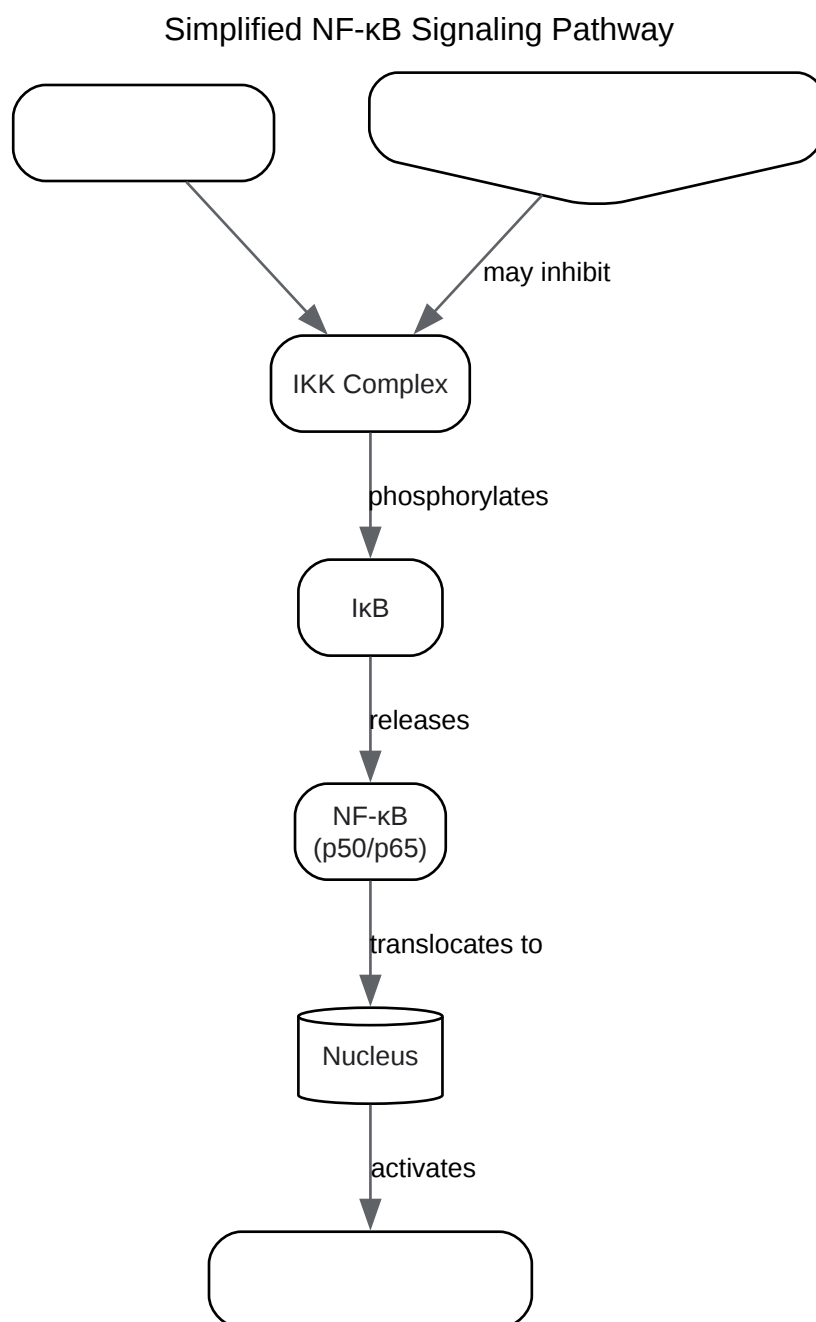 Simplified NF-κB Signaling Pathway
may inhibit
IKK Complex
phosphorylates
IκB
releases
NF-κB
(p50/p65)
translocates to
Nucleus
activates